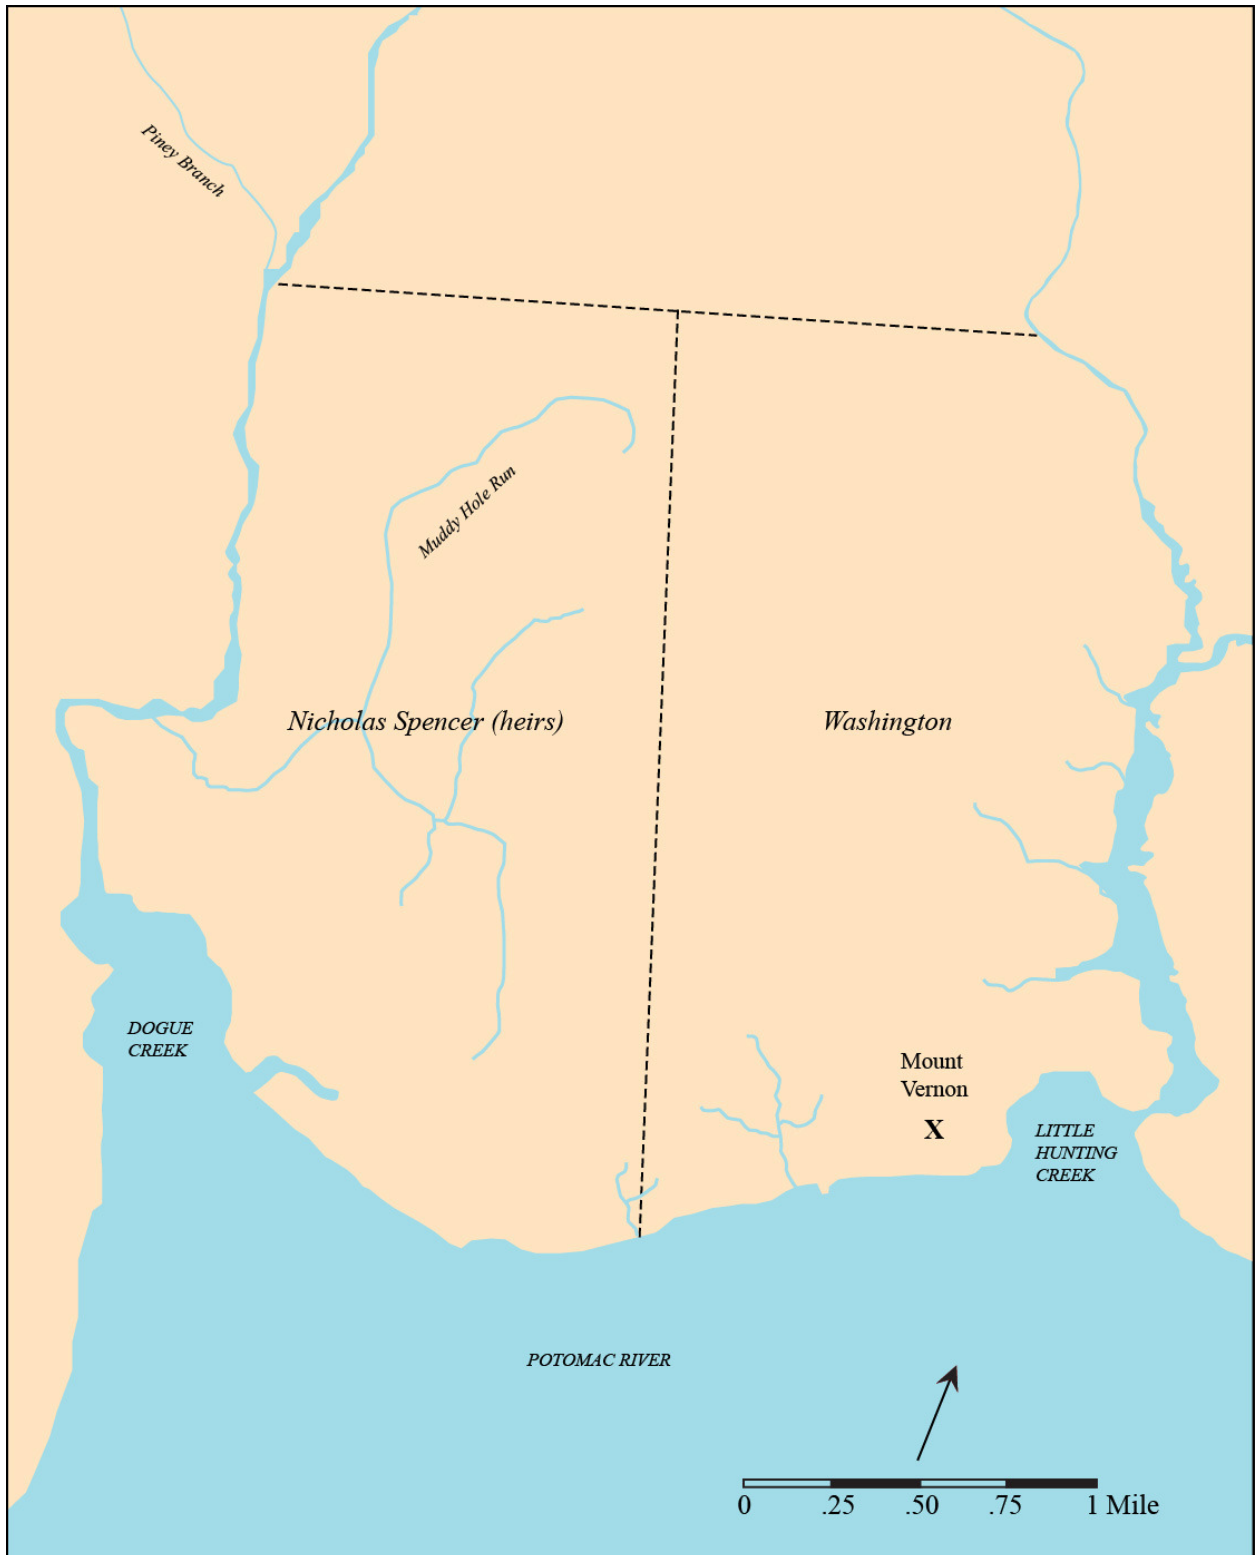 Piney Branch
Muddy Hole Run
Nicholas Spencer (heirs)
Washington
DOGUE
CREEK
Mount
Vernon
X
LITTLE
HUNTING
CREEK
POTOMAC RIVER
0 .25 .50 .75 1 Mile